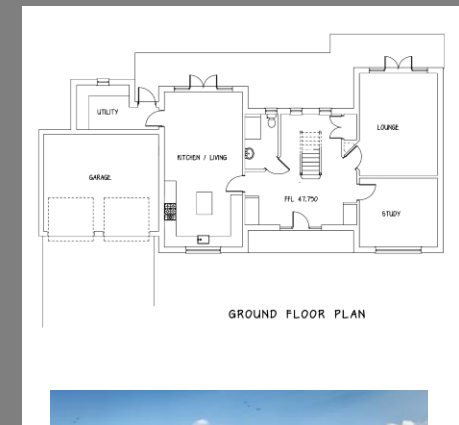 UTILITY
LOUNGE
KITCHEN / LIVING
GARAGE
FFL 47.750
STUDY
GROUND FLOOR PLAN